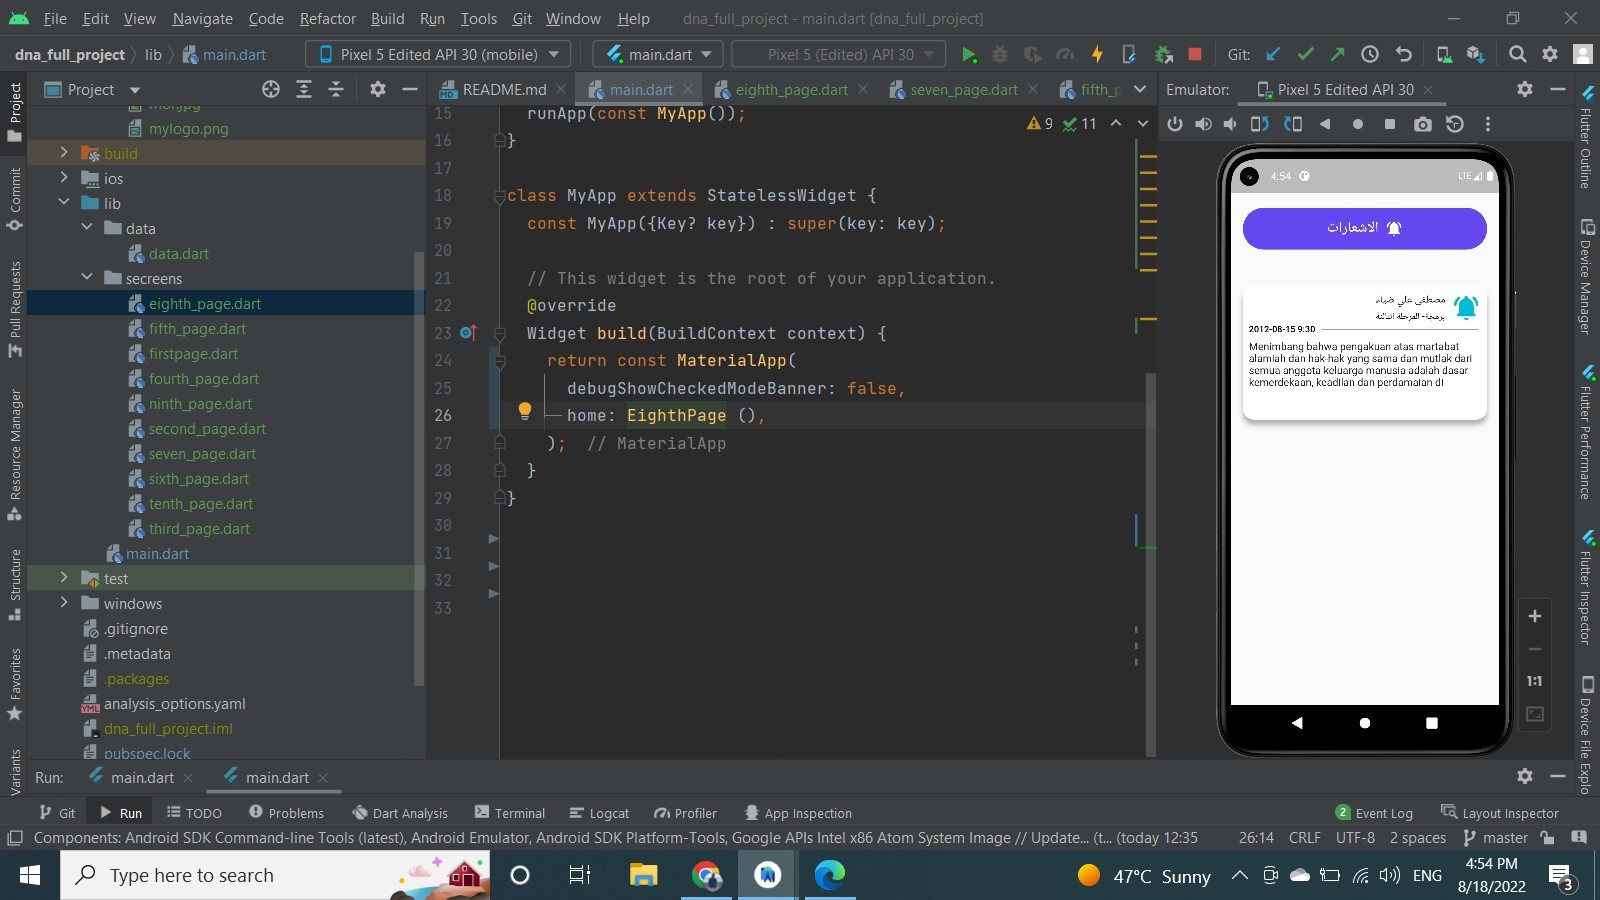 File Edit View Navigate Code Refactor Build Run Tools Git Window Help dna_full_project - main.dart [dna_full_project]
dna_full_project lib main.dart Pixel 5 Edited API 30 (mobile) main.dart Pixel 5 (Edited) API 30 Git:
Project
README.md main.dart eighth_page.dart seven_page.dart fifth_p
Emulator: Pixel 5 Edited API 30
mylogo.png
build
ios
lib
data
data.dart
secreens
eighth_page.dart
fifth_page.dart
firstpage.dart
fourth_page.dart
ninth_page.dart
second_page.dart
seven_page.dart
sixth_page.dart
tenth_page.dart
third_page.dart
main.dart
test
windows
.gitignore
.metadata
.packages
analysis_options.yaml
dna_full_project.iml
pubspec.lock
Project
Commit
Pull Requests
Resource Manager
Structure
Favorites
Variants
9 11
15 runApp(const MyApp());
16 }
17
18 class MyApp extends StatelessWidget {
19 const MyApp({Key? key}) : super(key: key);
20
21 // This widget is the root of your application.
22 @override
23 Widget build(BuildContext context) {
24 return const MaterialApp(
25 debugShowCheckedModeBanner: false,
26 home: EighthPage (),
27 ); // MaterialApp
28 }
29 }
30
31
32
33
4:54 LTE
الاشعارات
مصطفى علي ضياء
برمجة- المرحلة الثالثة
2012-08-15 9:30
Menimbang bahwa pengakuan atas martabat
alamiah dan hak-hak yang sama dan mutlak dari
semua anggota keluarga manusia adalah dasar
kemerdekaan, keadilan dan perdamaian di
1:1
Flutter Outline
Device Manager
Flutter Performance
Flutter Inspector
Device File Explo
Run: main.dart main.dart
Git Run TODO Problems Dart Analysis Terminal Logcat Profiler App Inspection 2 Event Log Layout Inspector
Components: Android SDK Command-line Tools (latest), Android Emulator, Android SDK Platform-Tools, Google APIs Intel x86 Atom System Image // Update... (t... (today 12:35 26:14 CRLF UTF-8 2 spaces master
Type here to search 47°C Sunny ENG 4:54 PM
8/18/2022
3